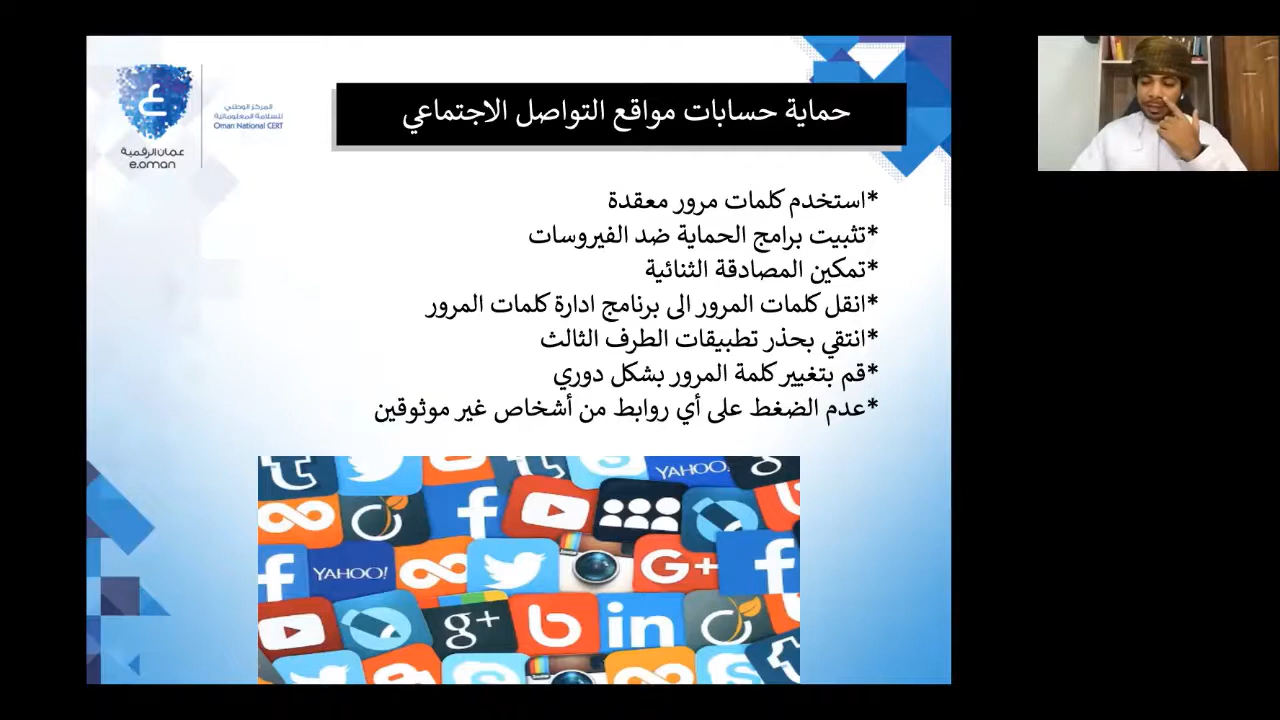 المركز الوطني
للسلامة المعلوماتية
Oman National CERT
عمان الرقمية
e.oman
حماية حسابات مواقع التواصل الاجتماعي
*استخدم كلمات مرور معقدة
*تثبيت برامج الحماية ضد الفيروسات
*تمكين المصادقة الثنائية
*انقل كلمات المرور الى برنامج ادارة كلمات المرور
*انتقي بحذر تطبيقات الطرف الثالث
*قم بتغيير كلمة المرور بشكل دوري
*عدم الضغط على أي روابط من أشخاص غير موثوقين
YAHOO!
YAHOO!
G+
g+
in